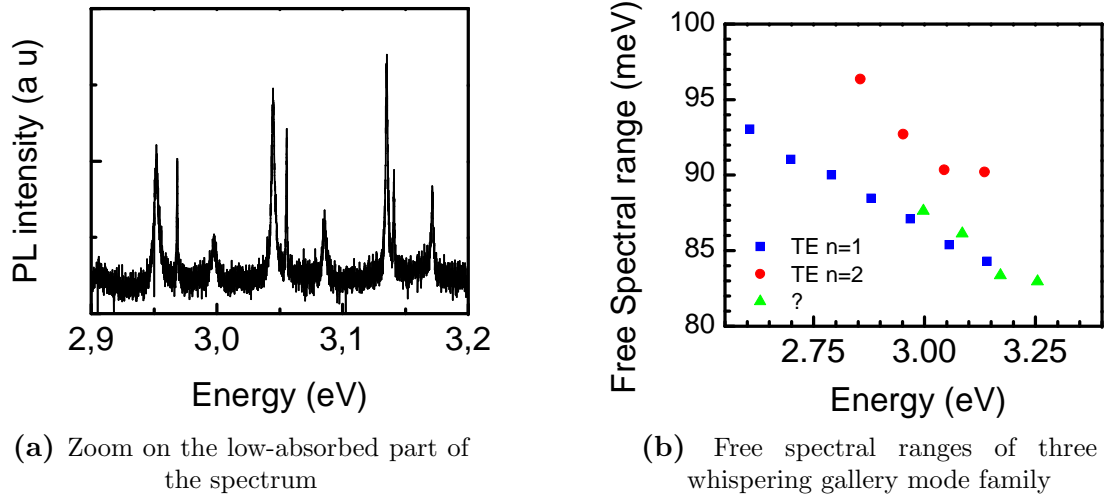 PL intensity (a u)
2,9 3,0 3,1 3,2
Energy (eV)
(a) Zoom on the low-absorbed part of
the spectrum
Free Spectral range (meV)
100
95
90
85
80
TE n=1
TE n=2
?
2.75 3.00 3.25
Energy (eV)
(b) Free spectral ranges of three
whispering gallery mode family